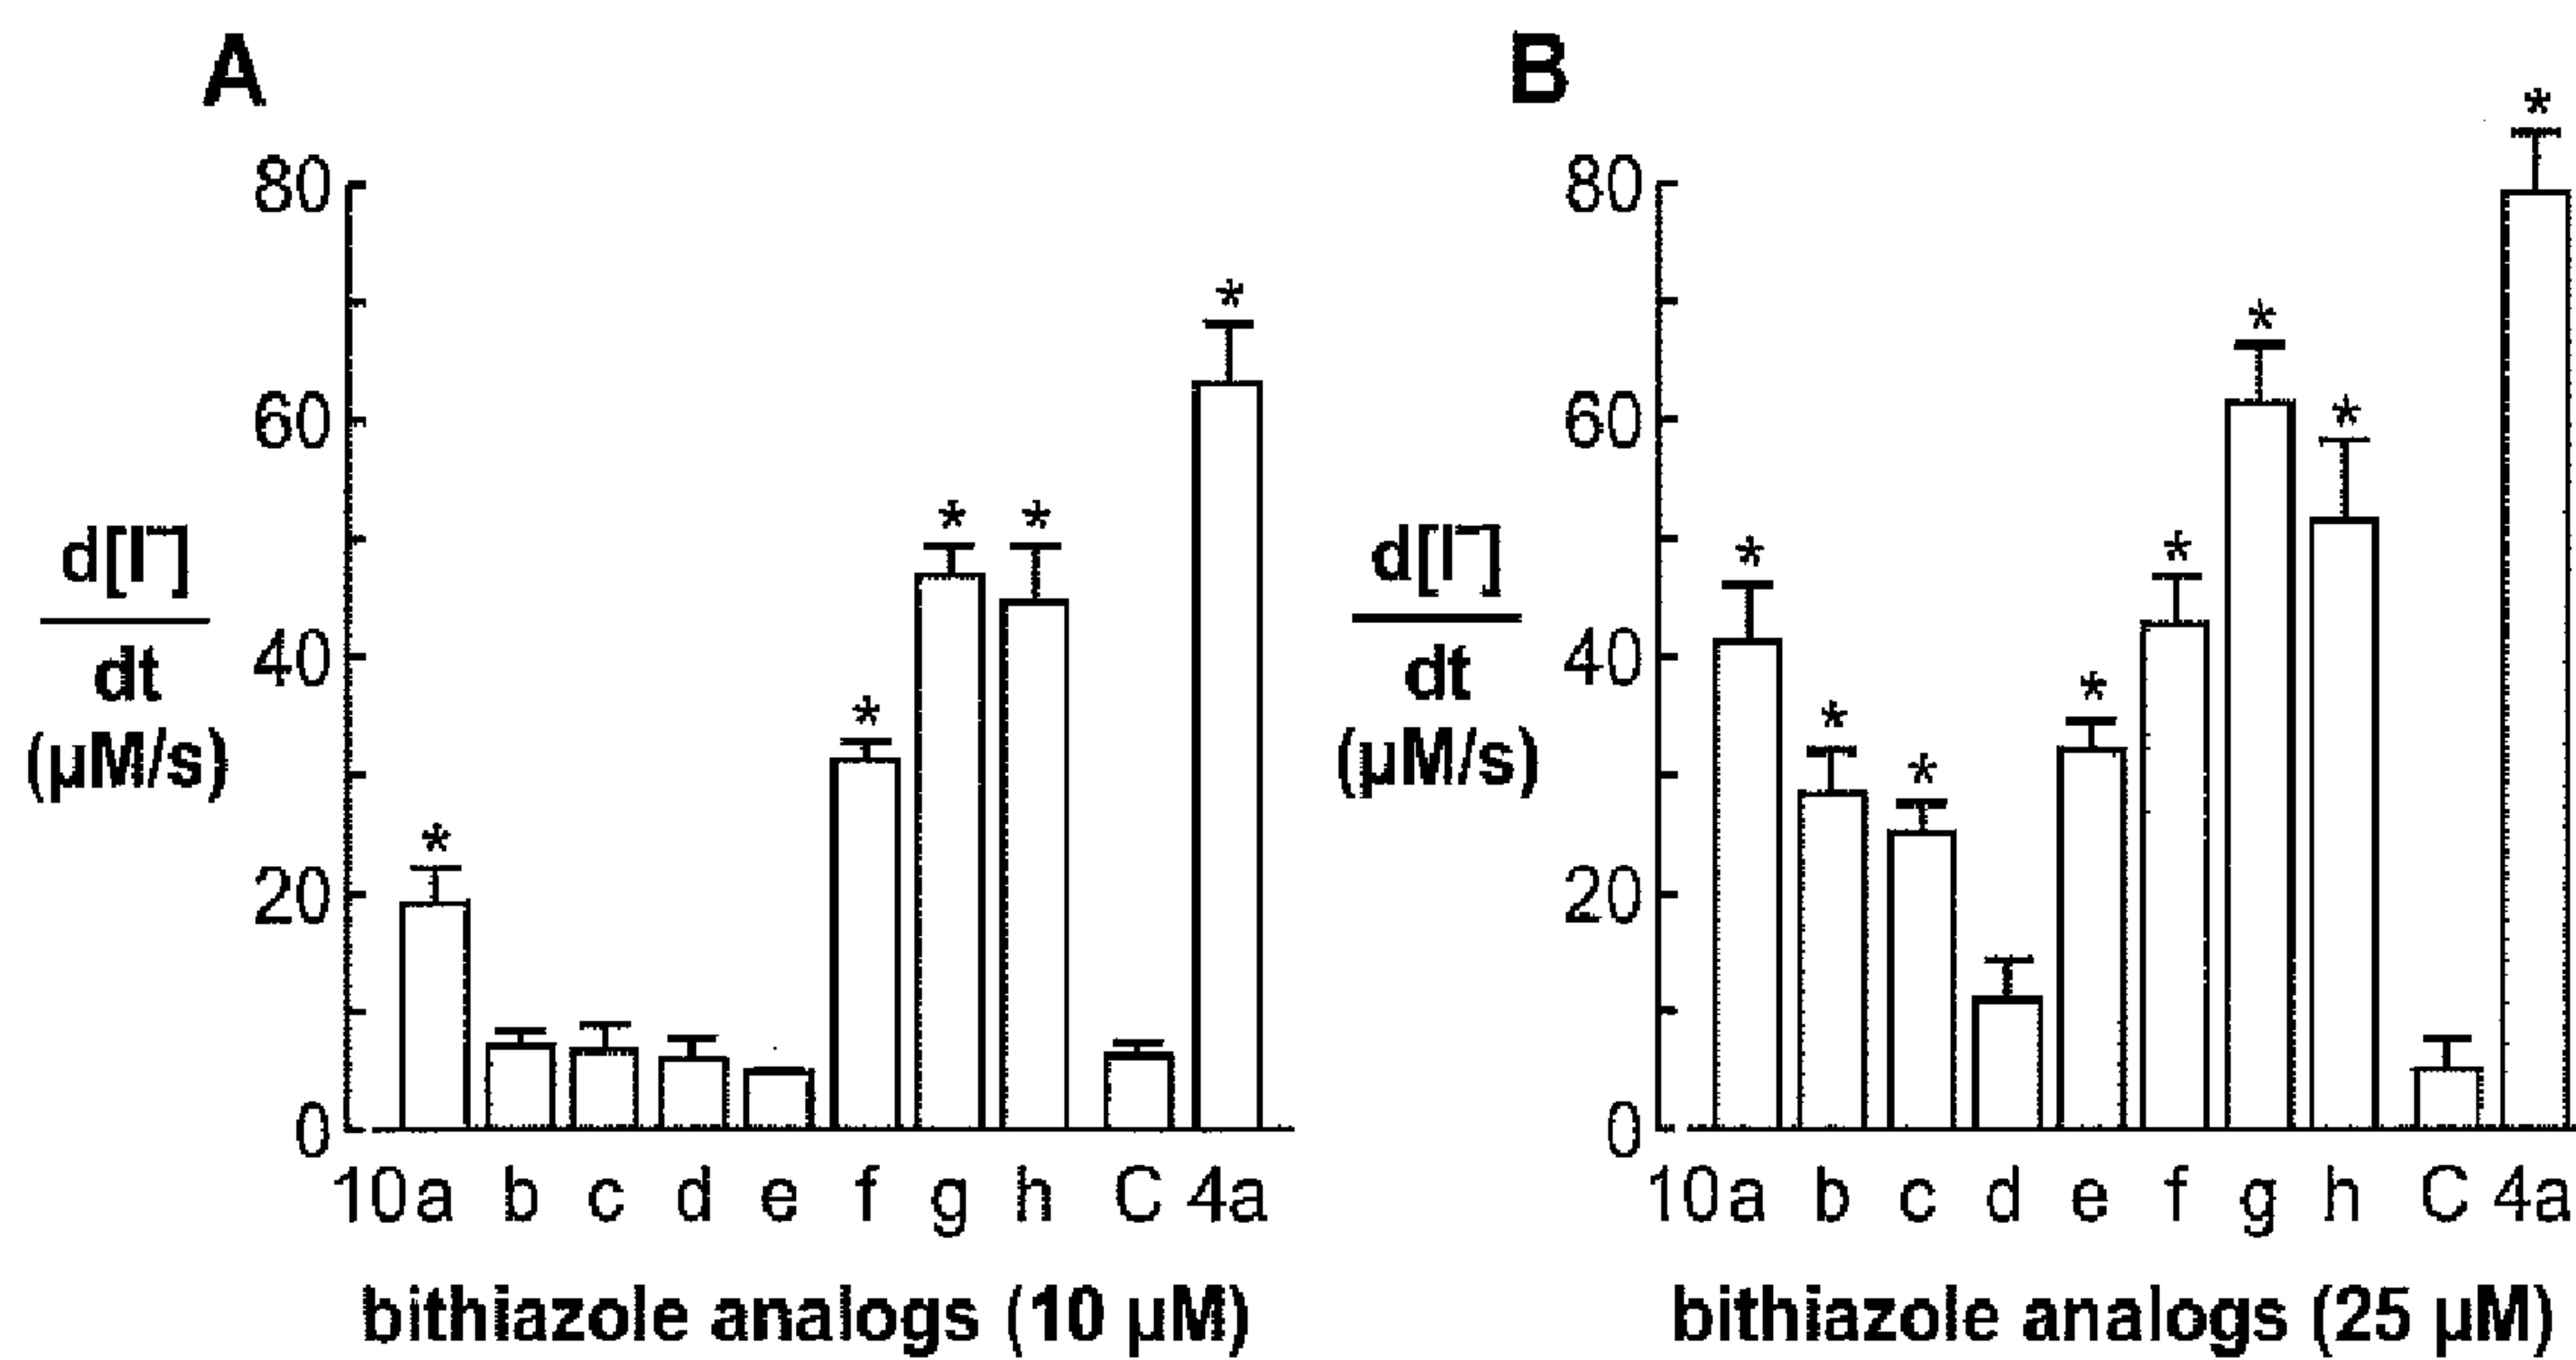 A
80
60
40
20
0
d[I⁻]
dt
(µM/s)
* * * * *
10a b c d e f g h C 4a
bithiazole analogs (10 µM)
B
80
60
40
20
0
d[I⁻]
dt
(µM/s)
* * * * * * * *
10a b c d e f g h C 4a
bithiazole analogs (25 µM)